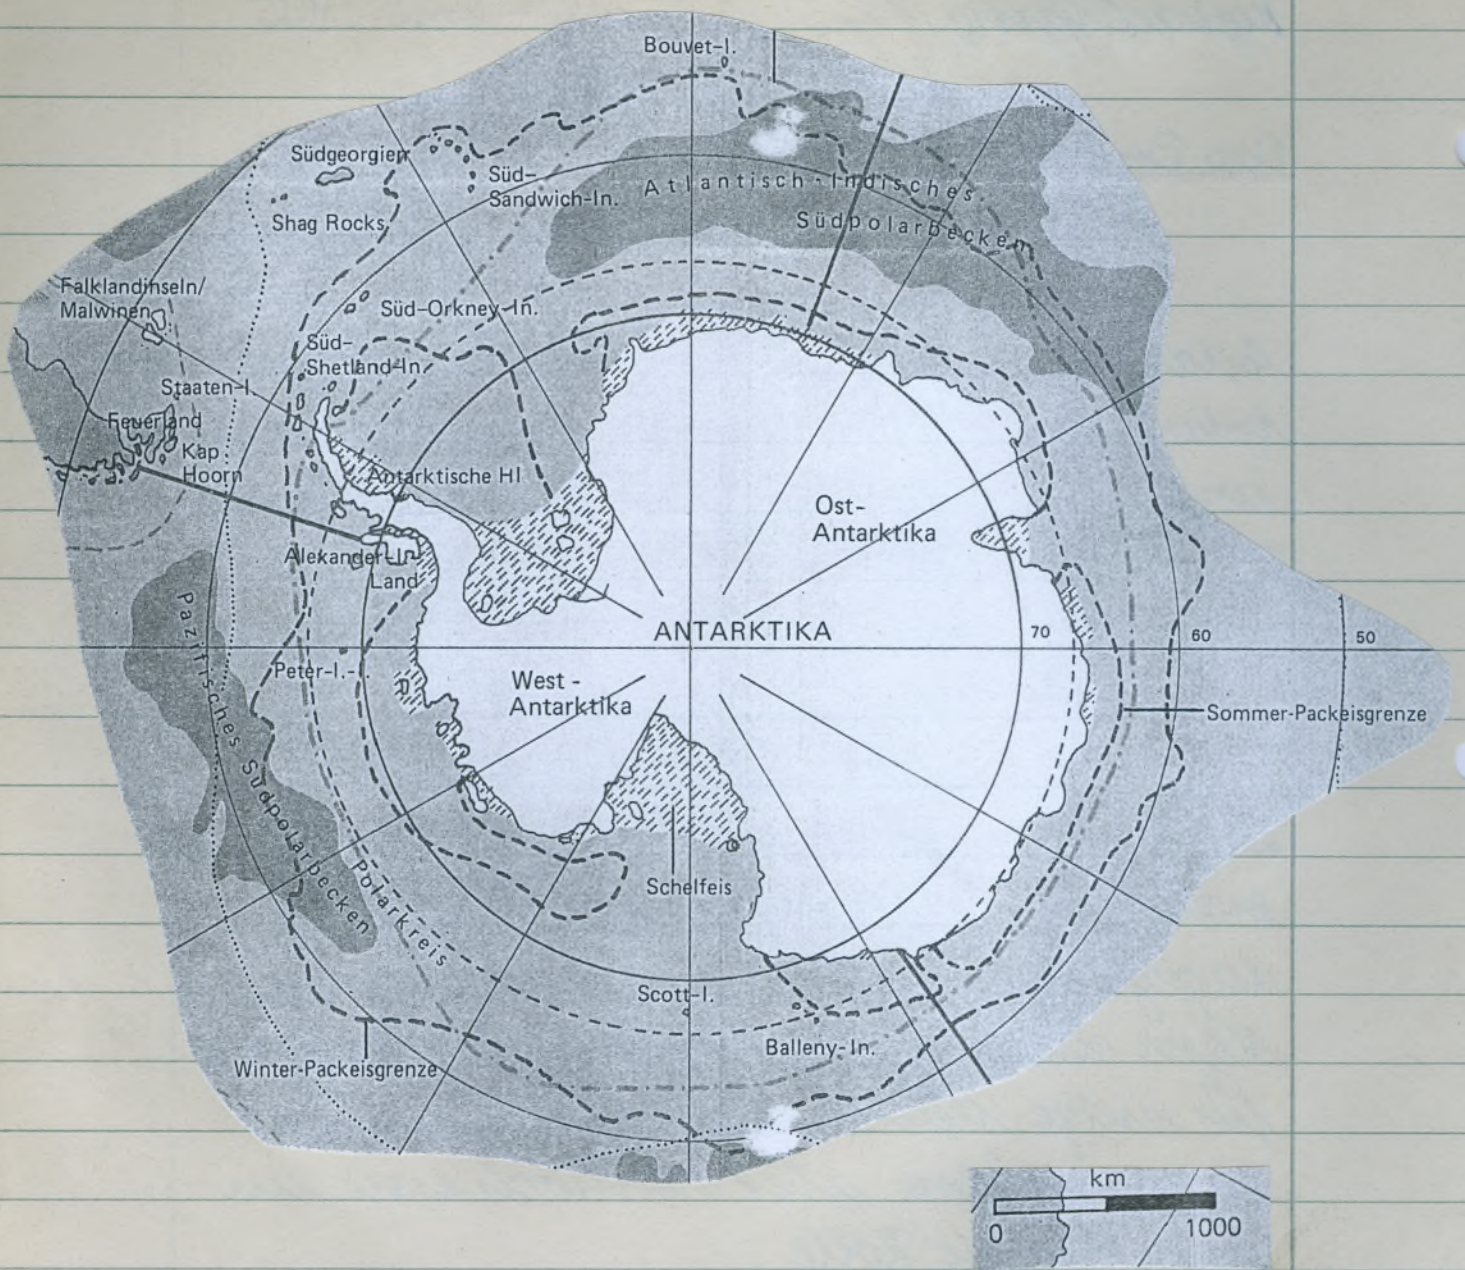 Bouvet-I.
Südgeorgien
Süd-
Sandwich-In.
Shag Rocks
Atlantisch-Indisches
Südpolarbecken
Falklandinseln/
Malwinen
Süd-Orkney-In.
Süd-
Shetland-In.
Staaten-I.
Feuerland
Kap
Hoorn
Antarktische HI
Ost-
Antarktika
Alexander-In
Land
ANTARKTIKA
70
60
50
Pazifisches Südpolarbecken
Peter-I.-
West-
Antarktika
Sommer-Packeisgrenze
Polarkreis
Schelfeis
Scott-I.
Balleny-In.
Winter-Packeisgrenze
km
0
1000